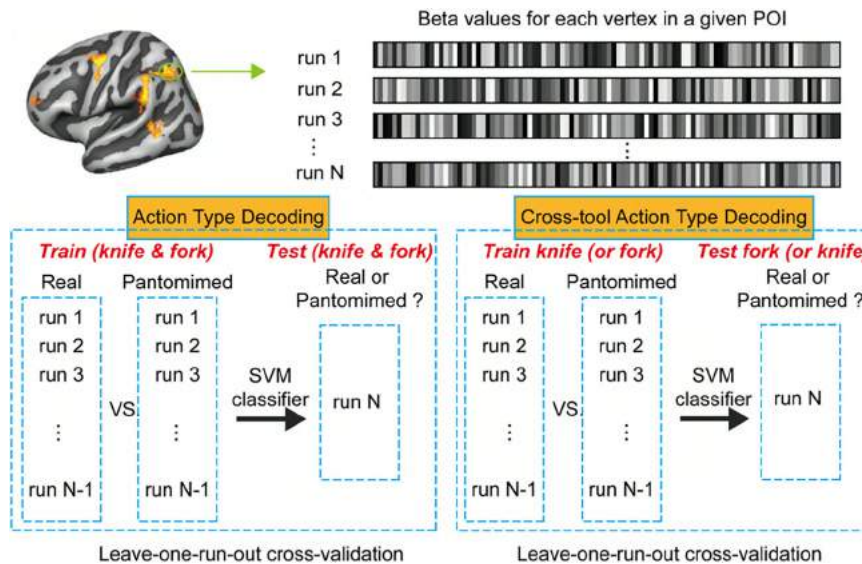 Beta values for each vertex in a given POI
run 1
run 2
run 3
⋮
run N
Action Type Decoding
Train (knife & fork)
Test (knife & fork)
Real
Pantomimed
Real or
Pantomimed ?
run 1
run 2
run 3
⋮
run N-1
VS.
run 1
run 2
run 3
⋮
run N-1
SVM
classifier
run N
Leave-one-run-out cross-validation
Cross-tool Action Type Decoding
Train knife (or fork)
Test fork (or knife
Real
Pantomimed
Real or
Pantomimed ?
run 1
run 2
run 3
⋮
run N-1
VS.
run 1
run 2
run 3
⋮
run N-1
SVM
classifier
run N
Leave-one-run-out cross-validation